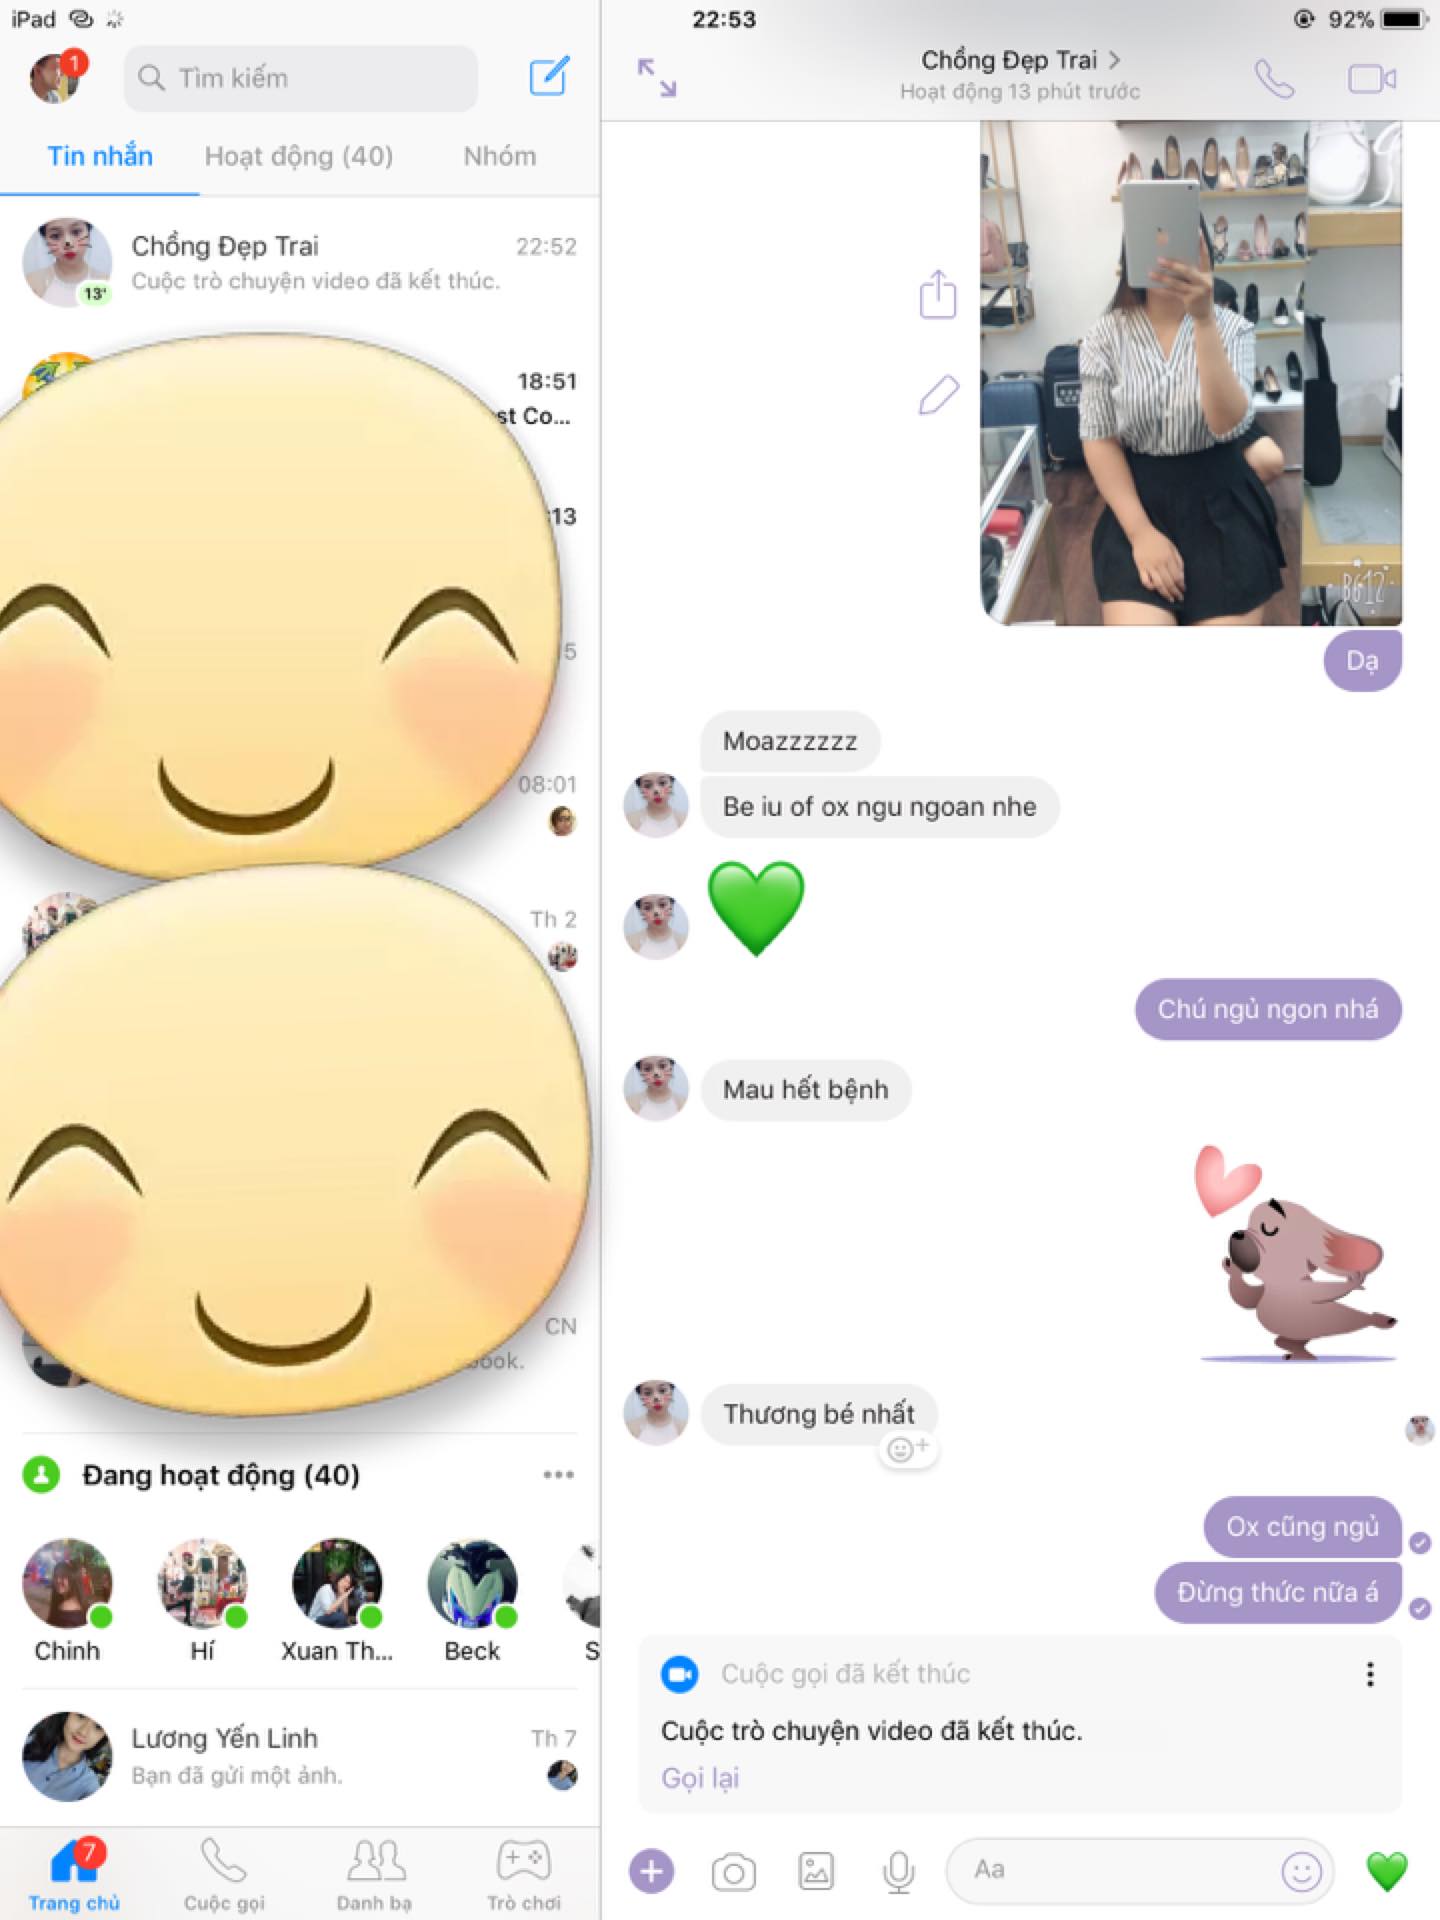 iPad
22:53
92%
1
Tìm kiếm
Tin nhắn
Hoạt động (40)
Nhóm
Chồng Đẹp Trai
22:52
Cuộc trò chuyện video đã kết thúc.
13'
18:51
st Co...
:13
5
08:01
Th 2
CN
ook.
Đang hoạt động (40)
Chinh
Hí
Xuan Th...
Beck
S
Lương Yến Linh
Th 7
Bạn đã gửi một ảnh.
7
Trang chủ
Cuộc gọi
Danh bạ
Trò chơi
Chồng Đẹp Trai
Hoạt động 13 phút trước
B612
Dạ
Moazzzzzz
Be iu of ox ngu ngoan nhe
Chú ngủ ngon nhá
Mau hết bệnh
Thương bé nhất
Ox cũng ngủ
Đừng thức nữa á
Cuộc gọi đã kết thúc
Cuộc trò chuyện video đã kết thúc.
Gọi lại
Aa